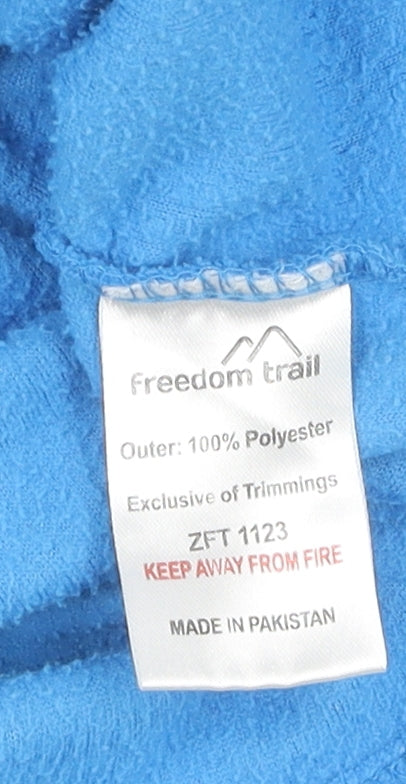 freedom trail
Outer: 100% Polyester
Exclusive of Trimmings
ZFT 1123
KEEP AWAY FROM FIRE
MADE IN PAKISTAN